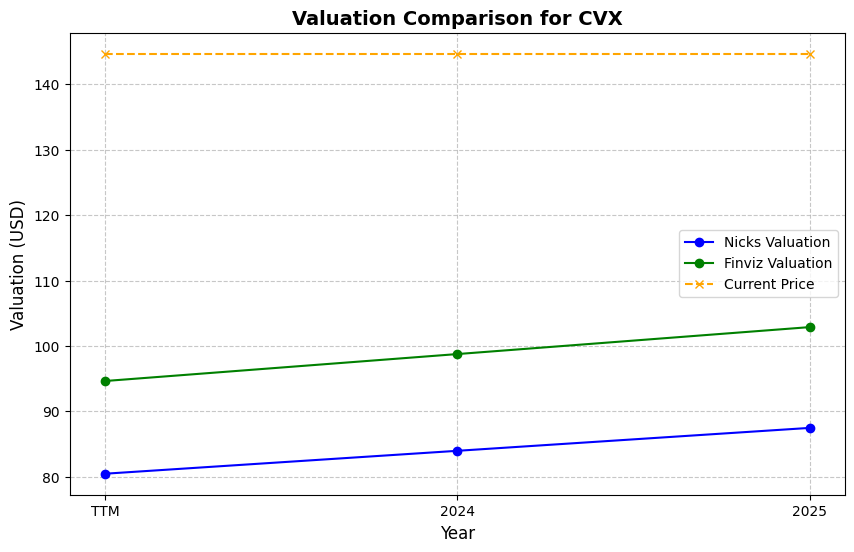 Valuation Comparison for CVX
Valuation (USD)
140
130
120
110
100
90
80
Nicks Valuation
Finviz Valuation
Current Price
TTM
2024
2025
Year